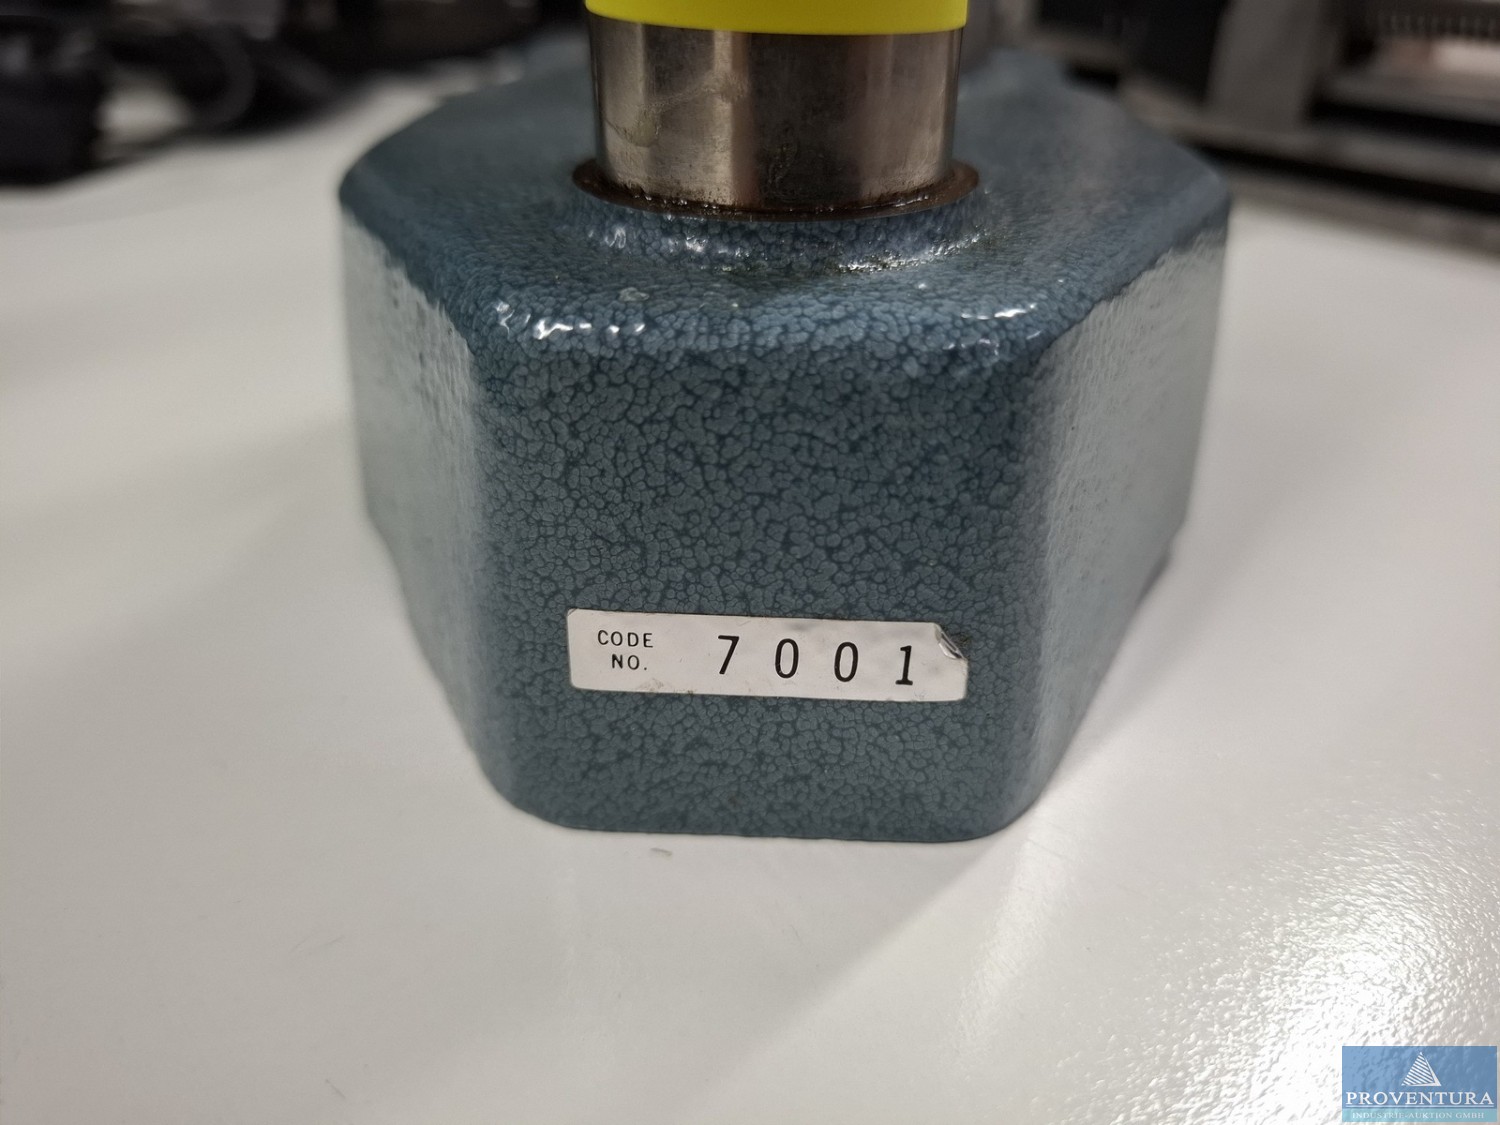 CODE
NO. 7001
PROVENTURA
INDUSTRIE-AUKTION GMBH